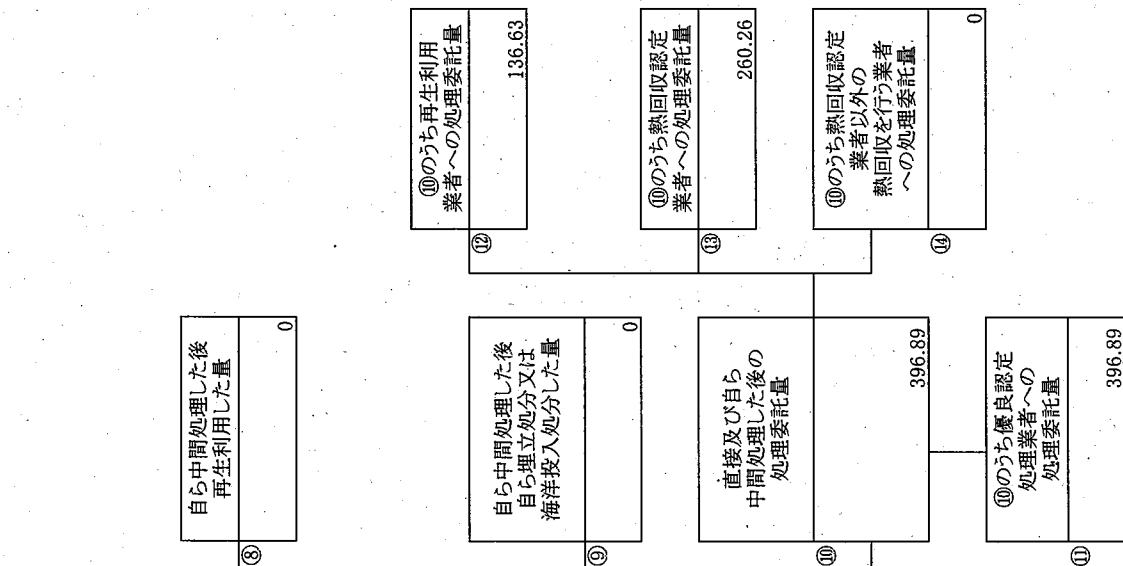 ⑧
自ら中間処理した後
再生利用した量
0
⑨
自ら中間処理した後
自ら埋立処分又は
海洋投入処分した量
0
⑩
直接及び自ら
中間処理した後の
処理委託量
396.89
⑪
⑩のうち優良認定
処理業者への
処理委託量
396.89
⑫
⑩のうち再生利用
業者への処理委託量
136.63
⑬
⑩のうち熱回収認定
業者への処理委託量
260.26
⑭
⑩のうち熱回収認定
業者以外の
熱回収を行う業者
への処理委託量
0